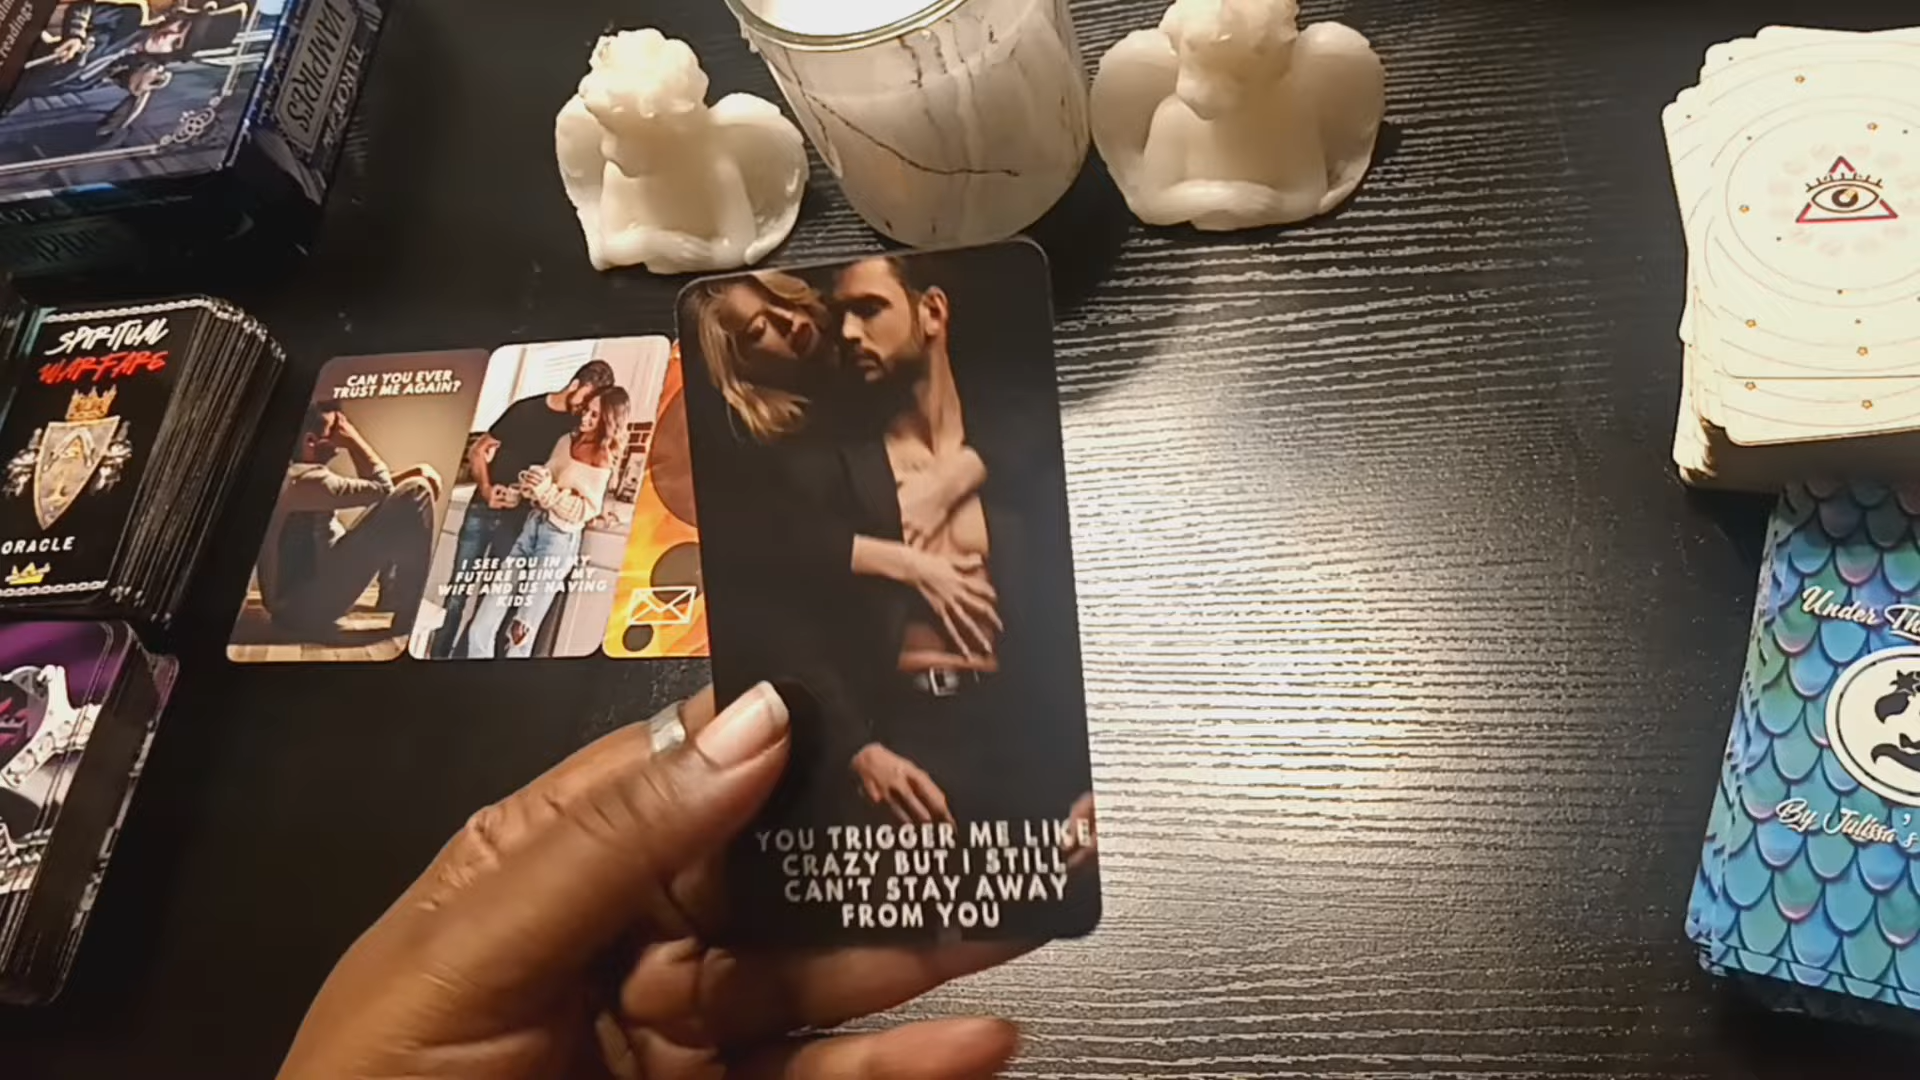 readings
VAMPIRES
TAROT
SPIRITUAL
WARFARE
ORACLE
CAN YOU EVER
TRUST ME AGAIN?
I SEE YOU IN MY
FUTURE BEING MY
WIFE AND US HAVING
KIDS
YOU TRIGGER ME LIKE
CRAZY BUT I STILL
CAN'T STAY AWAY
FROM YOU
Under Th
By Julissa's